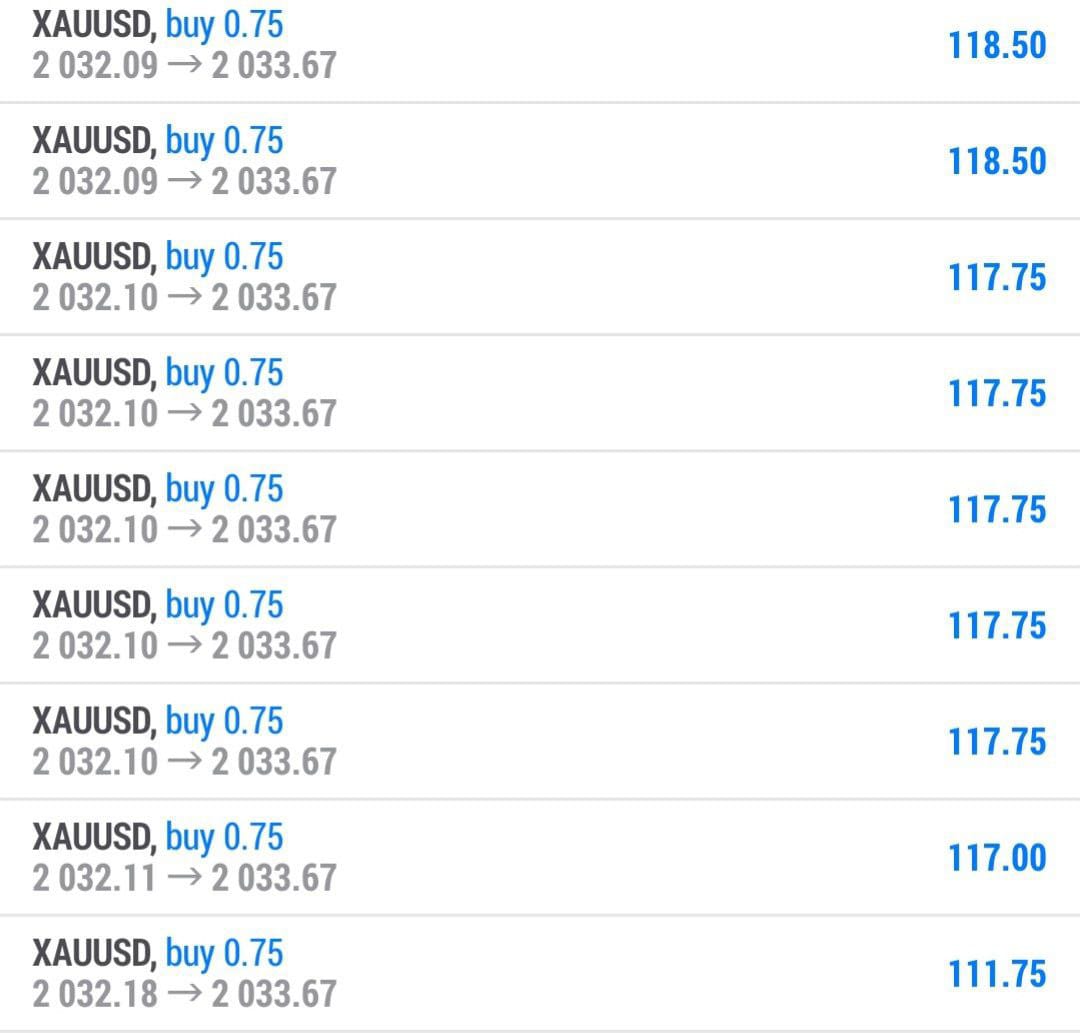 XAUUSD, buy 0.75
2 032.09 → 2 033.67
118.50
XAUUSD, buy 0.75
2 032.09 → 2 033.67
118.50
XAUUSD, buy 0.75
2 032.10 → 2 033.67
117.75
XAUUSD, buy 0.75
2 032.10 → 2 033.67
117.75
XAUUSD, buy 0.75
2 032.10 → 2 033.67
117.75
XAUUSD, buy 0.75
2 032.10 → 2 033.67
117.75
XAUUSD, buy 0.75
2 032.10 → 2 033.67
117.75
XAUUSD, buy 0.75
2 032.11 → 2 033.67
117.00
XAUUSD, buy 0.75
2 032.18 → 2 033.67
111.75